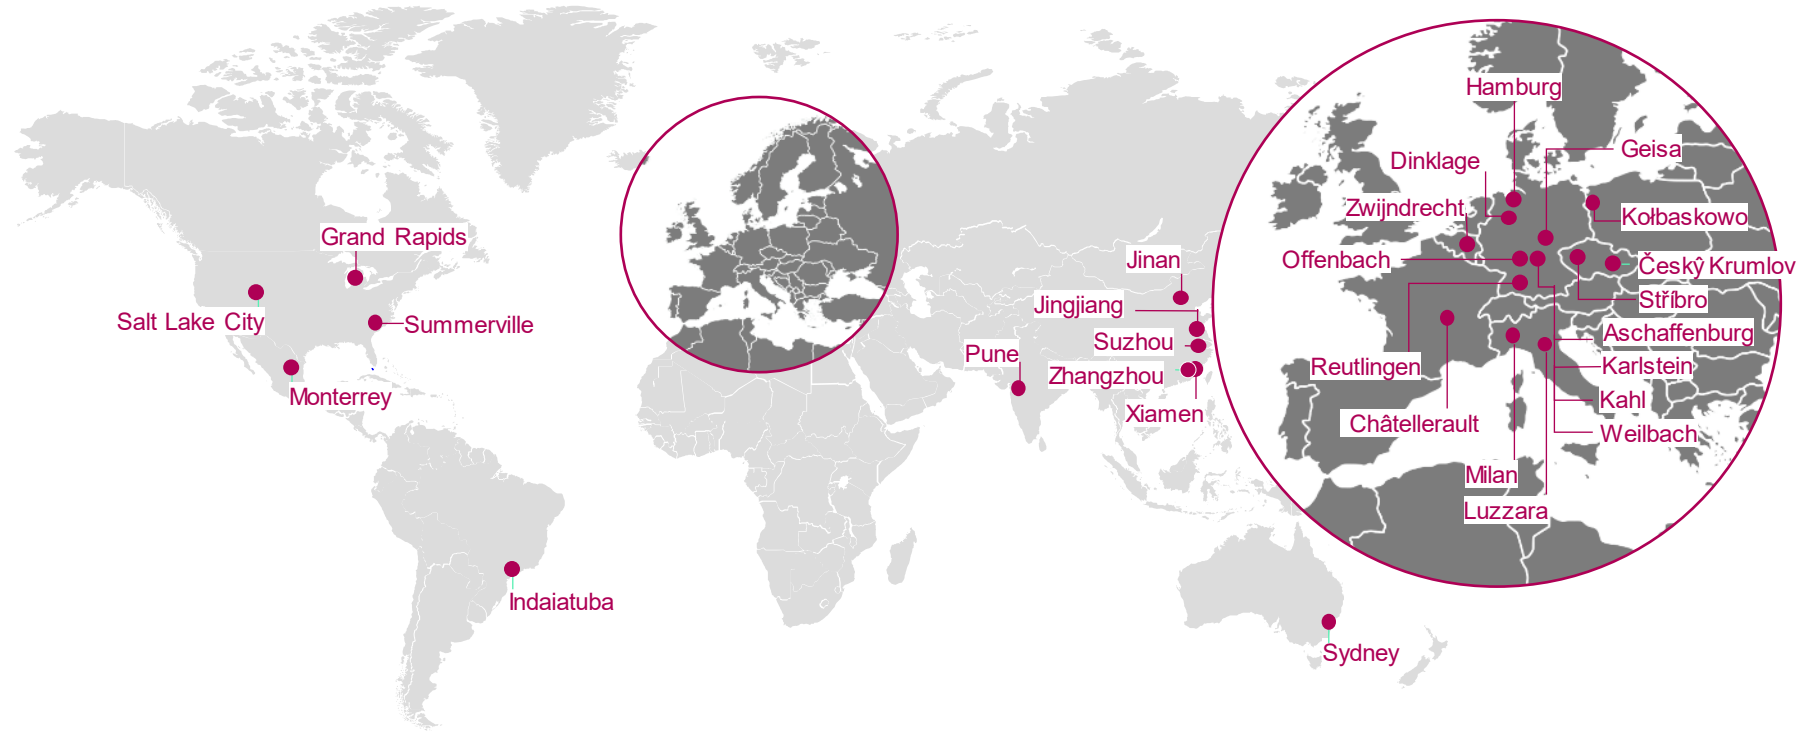 Hamburg
Geisa
Dinklage
Zwijndrecht
Kołbaskowo
Grand Rapids
Jinan
Offenbach
Český Krumlov
Stříbro
Jingjiang
Salt Lake City
Summerville
Suzhou
Aschaffenburg
Pune
Reutlingen
Karlstein
Zhangzhou
Monterrey
Kahl
Xiamen
Châtellerault
Weilbach
Milan
Luzzara
Indaiatuba
Sydney